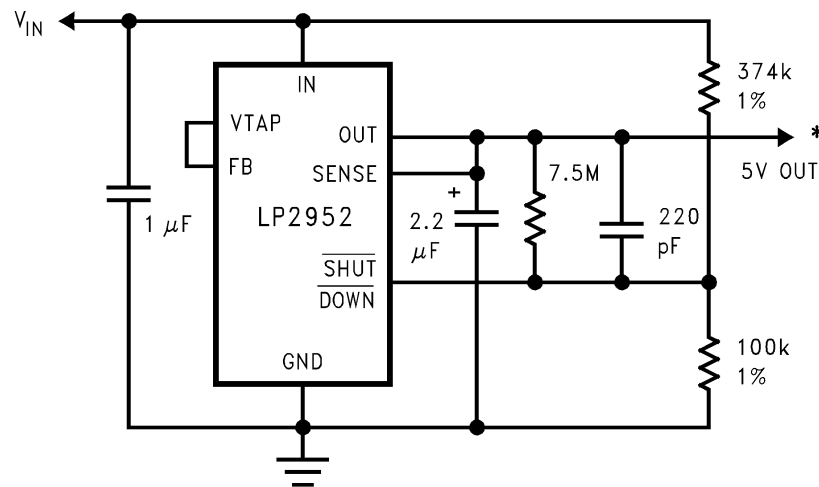 VIN
IN
374k
1%
*
VTAP
OUT
FB
SENSE
7.5M
5V OUT
+
1 μF
LP2952
2.2
μF
220
pF
SHUT
DOWN
100k
1%
GND